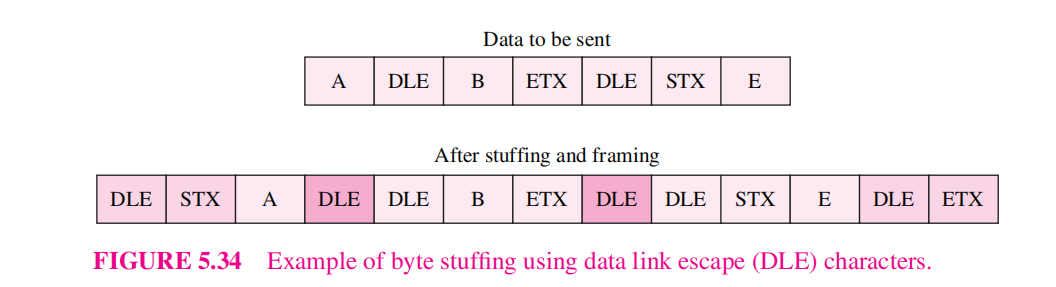 Data to be sent
A DLE B ETX DLE STX E
After stuffing and framing
DLE STX A DLE DLE B ETX DLE DLE STX E DLE ETX
FIGURE 5.34 Example of byte stuffing using data link escape (DLE) characters.